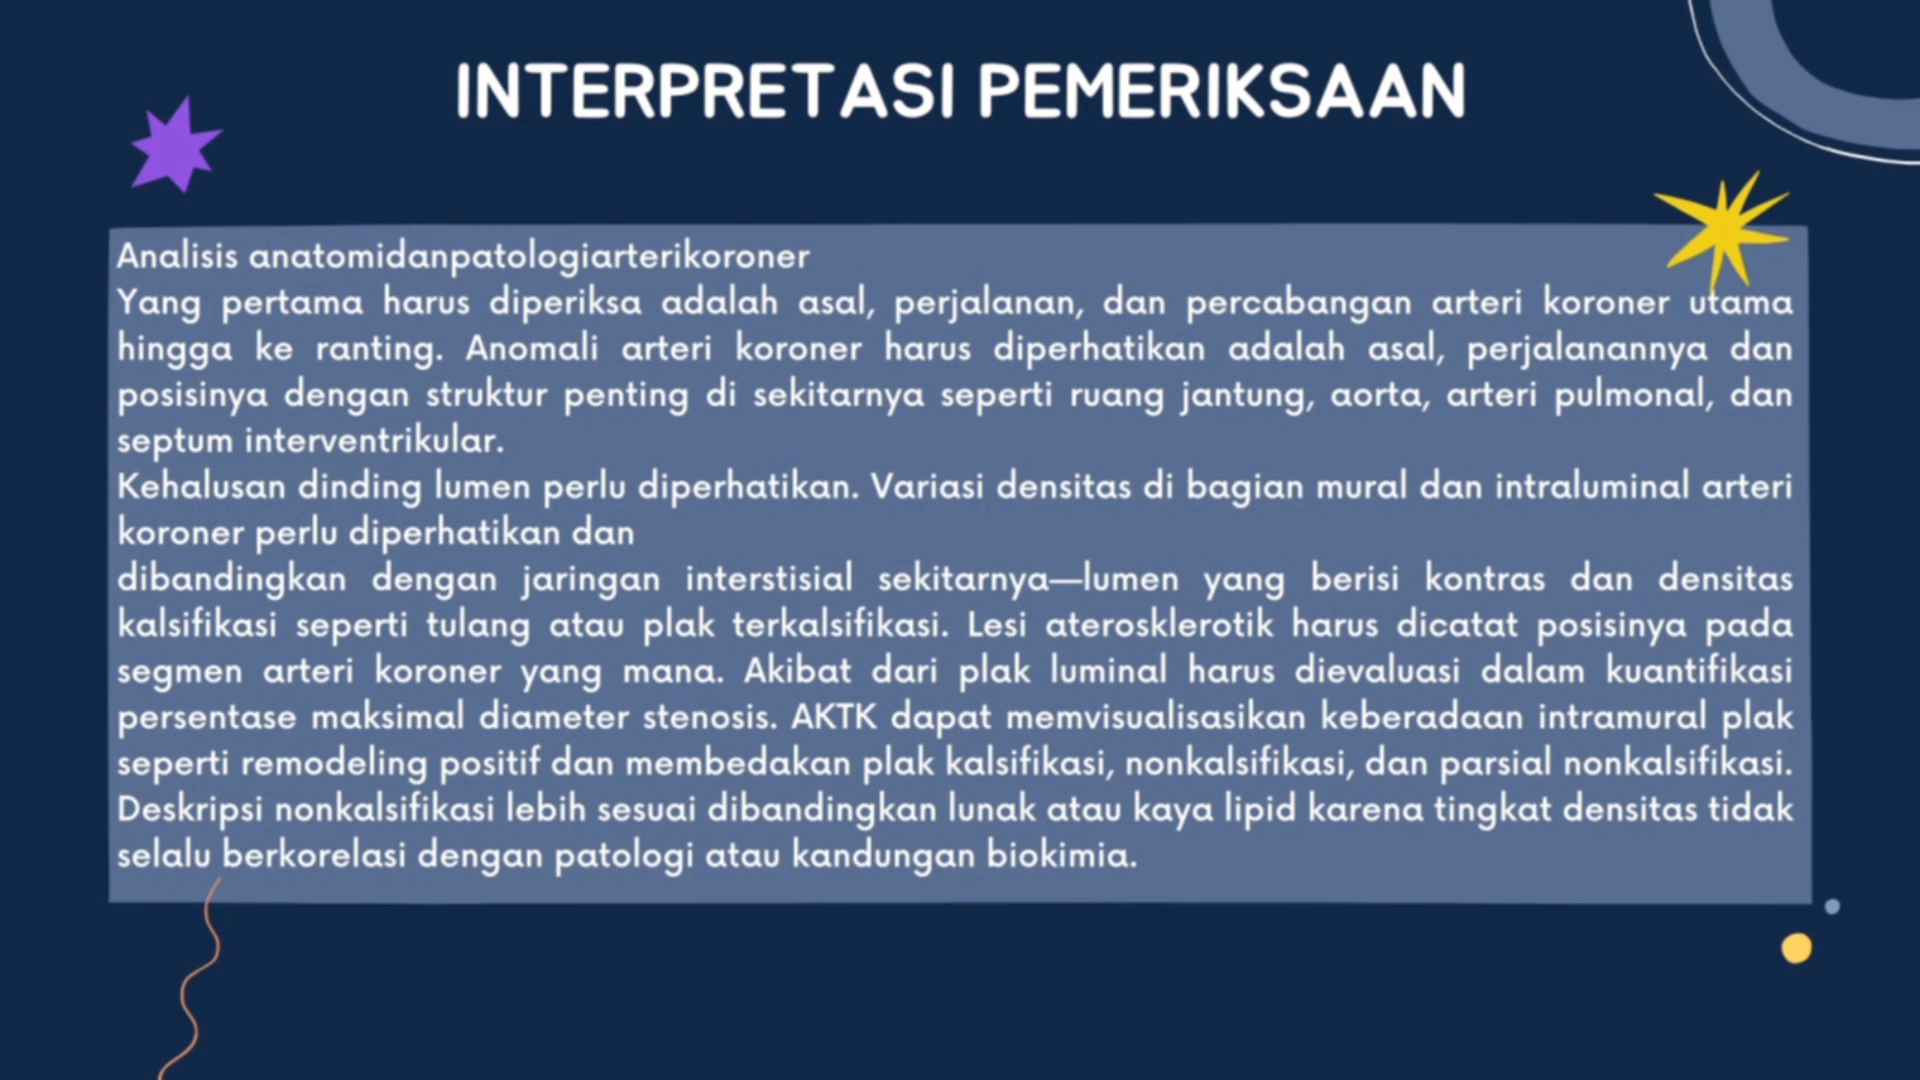 INTERPRETASI PEMERIKSAAN
Analisis anatomidanpatologiarterikoroner
Yang pertama harus diperiksa adalah asal, perjalanan, dan percabangan arteri koroner utama
hingga ke ranting. Anomali arteri koroner harus diperhatikan adalah asal, perjalanannya dan
posisinya dengan struktur penting di sekitarnya seperti ruang jantung, aorta, arteri pulmonal, dan
septum interventrikular.
Kehalusan dinding lumen perlu diperhatikan. Variasi densitas di bagian mural dan intraluminal arteri
koroner perlu diperhatikan dan
dibandingkan dengan jaringan interstisial sekitarnya—lumen yang berisi kontras dan densitas
kalsifikasi seperti tulang atau plak terkalsifikasi. Lesi aterosklerotik harus dicatat posisinya pada
segmen arteri koroner yang mana. Akibat dari plak luminal harus dievaluasi dalam kuantifikasi
persentase maksimal diameter stenosis. AKTK dapat memvisualisasikan keberadaan intramural plak
seperti remodeling positif dan membedakan plak kalsifikasi, nonkalsifikasi, dan parsial nonkalsifikasi.
Deskripsi nonkalsifikasi lebih sesuai dibandingkan lunak atau kaya lipid karena tingkat densitas tidak
selalu berkorelasi dengan patologi atau kandungan biokimia.